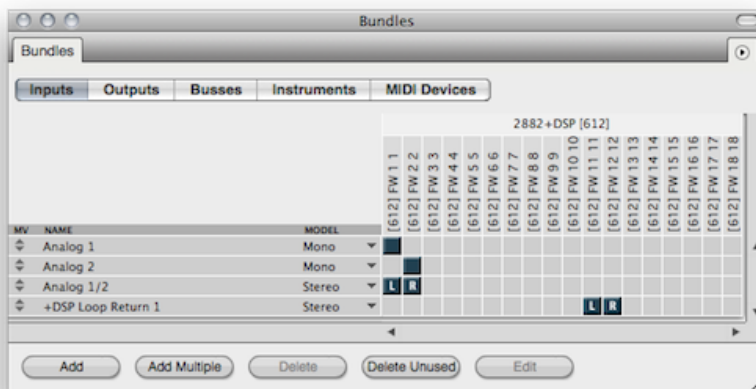 Bundles
Bundles
Inputs Outputs Busses Instruments MIDI Devices
2882+DSP [612]
[612] FW 1 1
[612] FW 2 2
[612] FW 3 3
[612] FW 4 4
[612] FW 5 5
[612] FW 6 6
[612] FW 7 7
[612] FW 8 8
[612] FW 9 9
[612] FW 10 10
[612] FW 11 11
[612] FW 12 12
[612] FW 13 13
[612] FW 14 14
[612] FW 15 15
[612] FW 16 16
[612] FW 17 17
[612] FW 18 18
MV NAME MODEL
Analog 1 Mono
Analog 2 Mono
Analog 1/2 Stereo L R
+DSP Loop Return 1 Stereo L R
Add Add Multiple Delete Delete Unused Edit